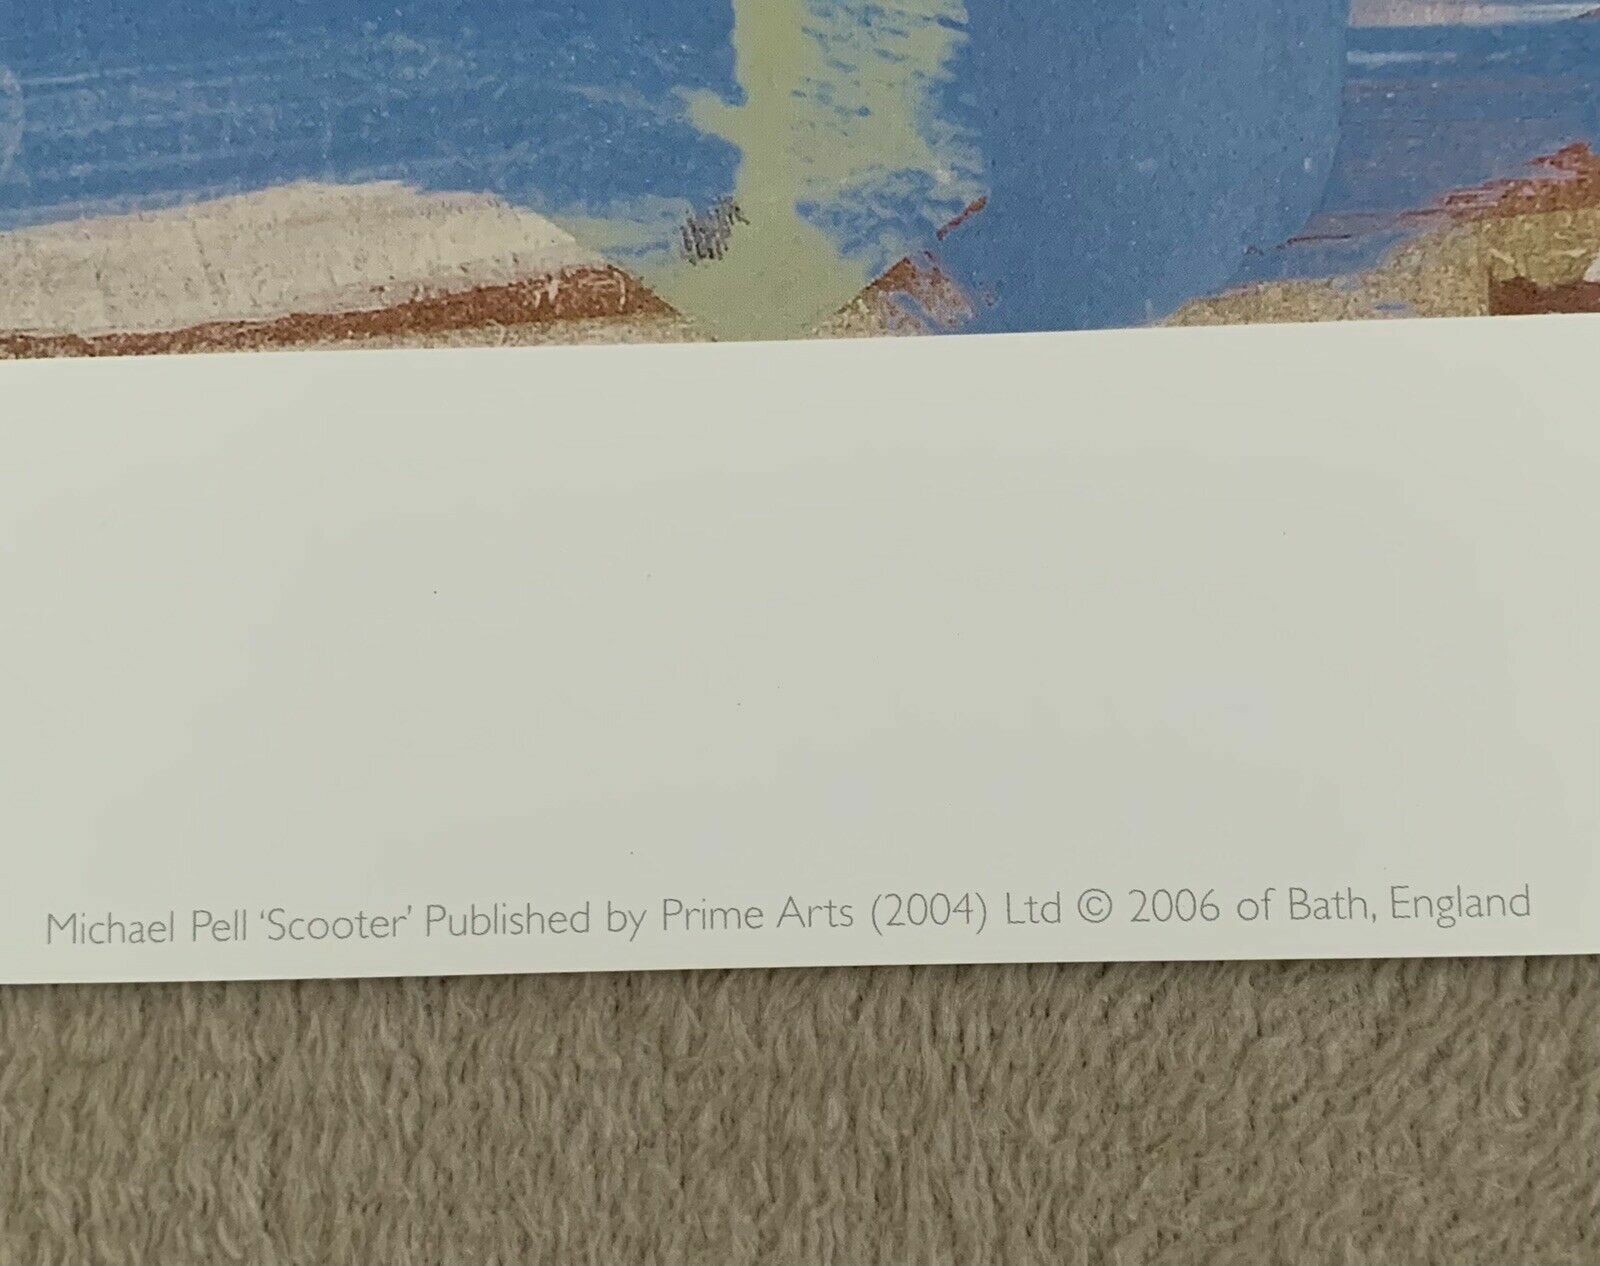 Michael Pell ‘Scooter’ Published by Prime Arts (2004) Ltd © 2006 of Bath, England